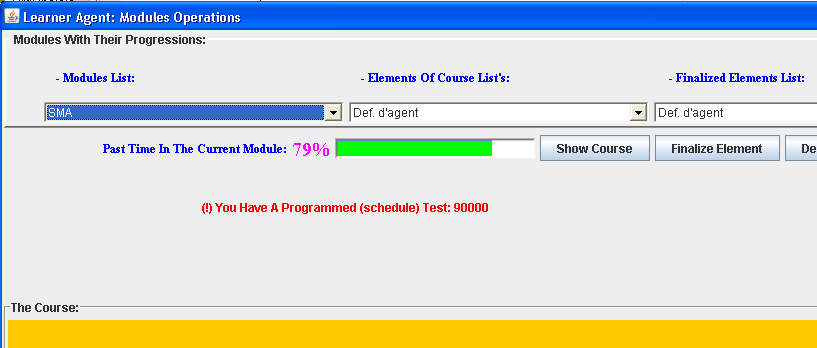 Learner Agent: Modules Operations
Modules With Their Progressions:
- Modules List: - Elements Of Course List's: - Finalized Elements List:
SMA Def. d'agent Def. d'agent
Past Time In The Current Module: 79% Show Course Finalize Element De
(!) You Have A Programmed (schedule) Test: 90000
The Course: